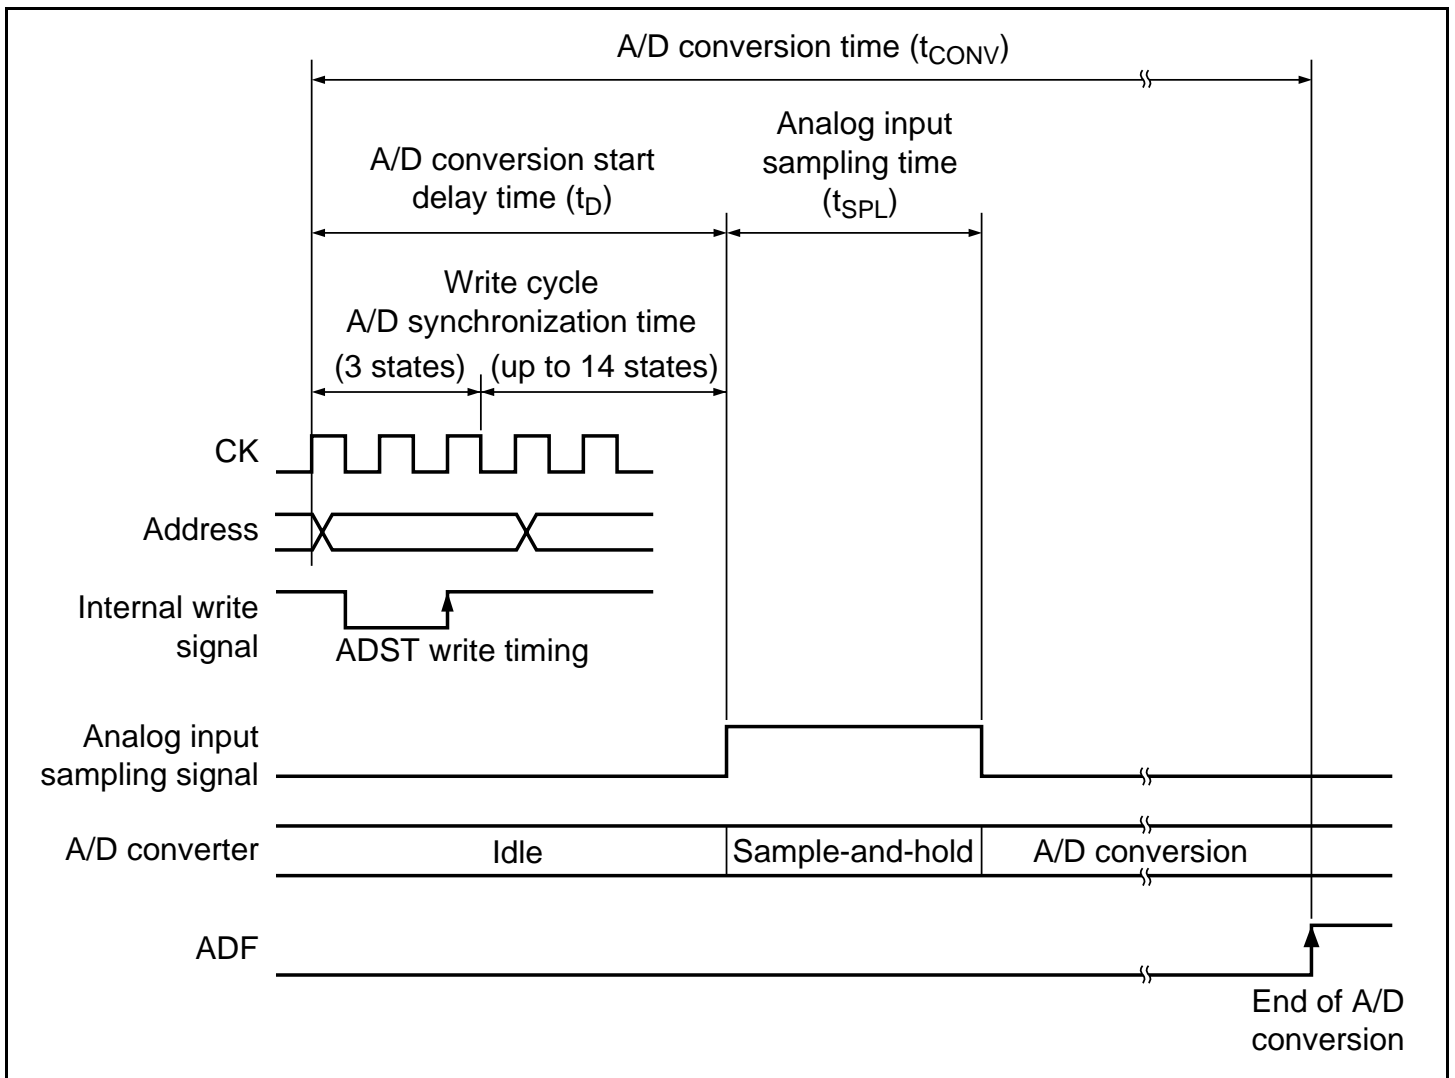 A/D conversion time (tCONV)
Analog input
sampling time
(tSPL)
A/D conversion start
delay time (tD)
Write cycle
A/D synchronization time
(3 states) (up to 14 states)
CK
Address
Internal write
signal
ADST write timing
Analog input
sampling signal
A/D converter
Idle
Sample-and-hold
A/D conversion
ADF
End of A/D
conversion